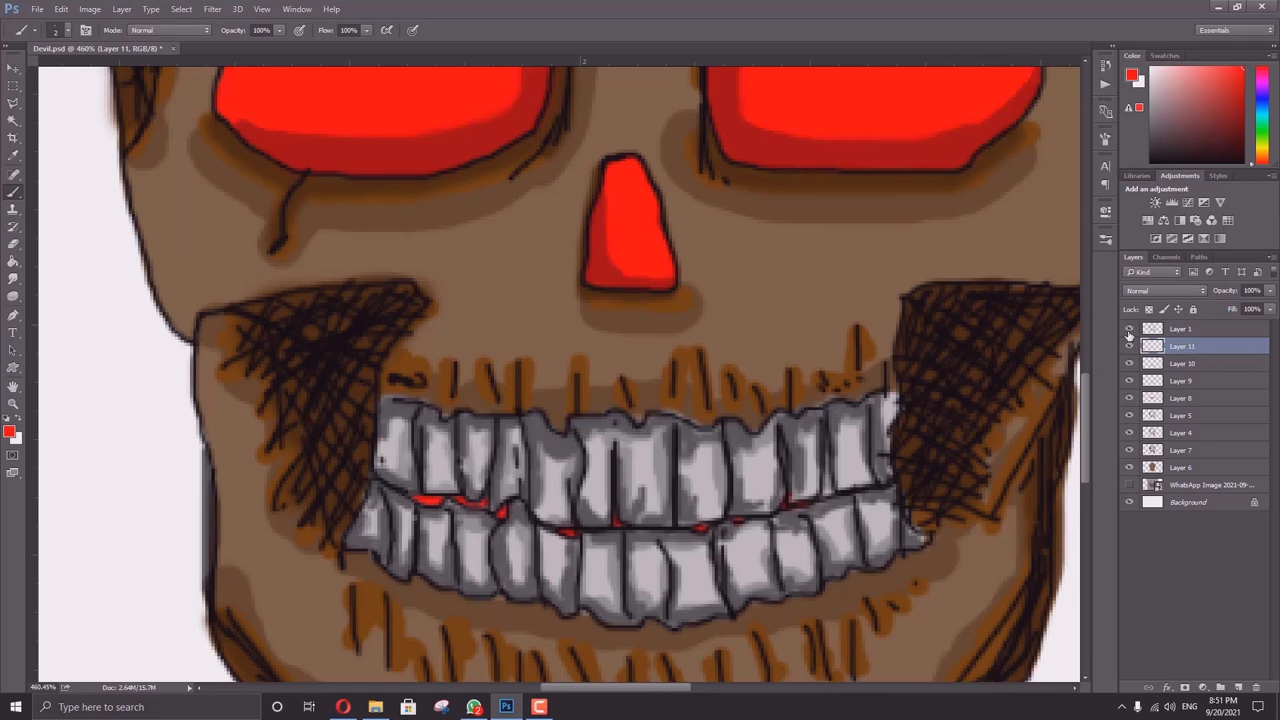 Ps File Edit Image Layer Type Select Filter 3D View Window Help
2 Mode: Normal Opacity: 100% Flow: 100% Essentials
Devil.psd @ 460% (Layer 11, RGB/8) *
2
Color Swatches
Libraries Adjustments Styles
Add an adjustment
Layers Channels Paths
Kind
Normal Opacity: 100%
Lock: Fill: 100%
Layer 1
Layer 11
Layer 10
Layer 9
Layer 8
Layer 5
Layer 4
Layer 7
Layer 6
WhatsApp Image 2021-09-...
Background
460.45% Doc: 2.64M/15.7M
Type here to search
ENG
8:51 PM
9/20/2021